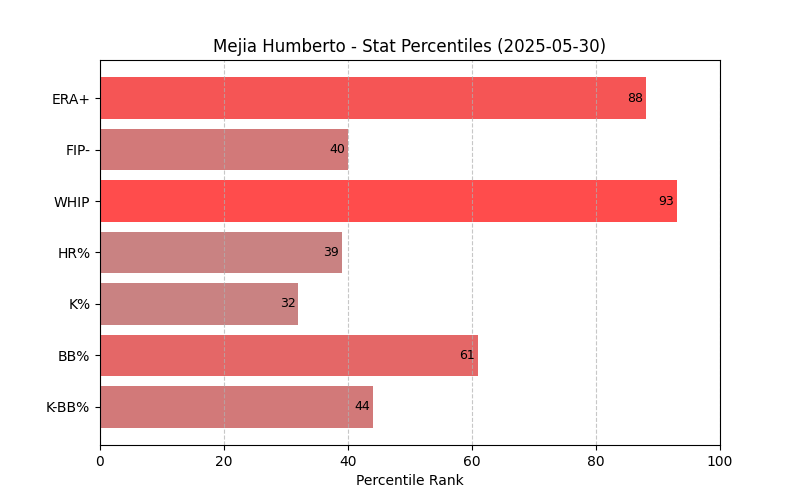 Mejia Humberto - Stat Percentiles (2025-05-30)
ERA+ 88
FIP- 40
WHIP 93
HR% 39
K% 32
BB% 61
K-BB% 44
0 20 40 60 80 100
Percentile Rank